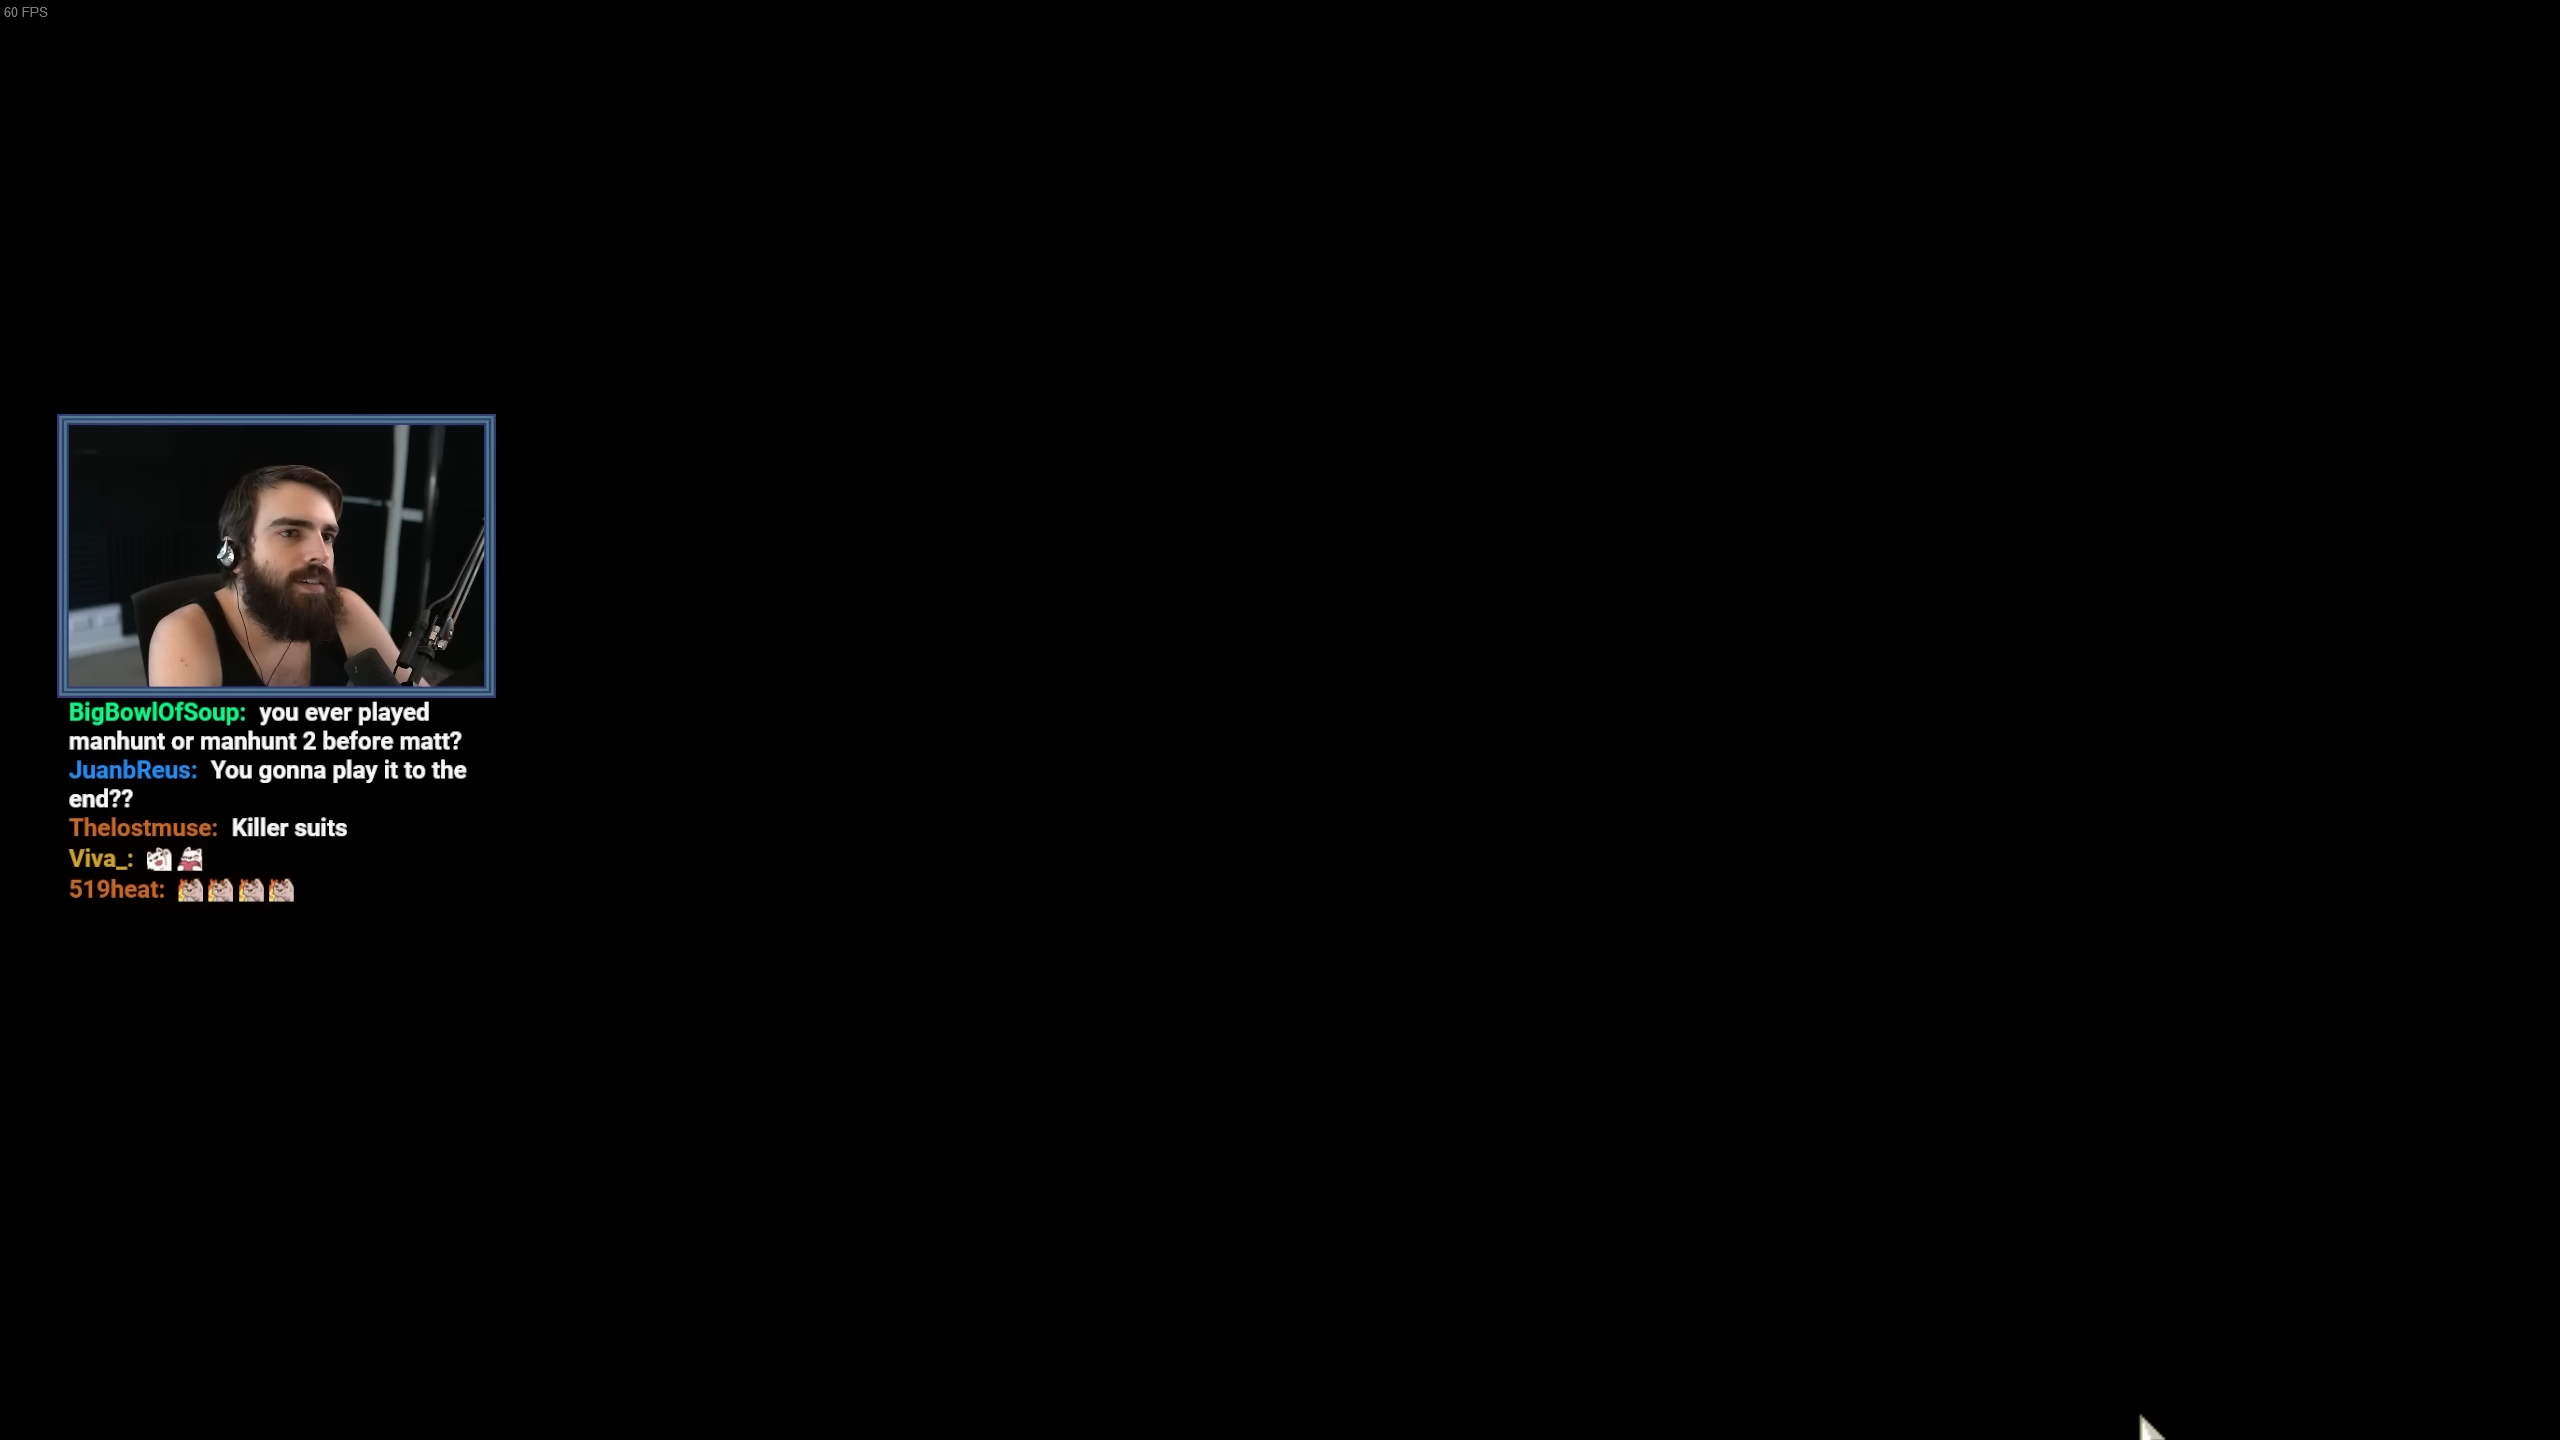 60 FPS
BigBowlOfSoup: you ever played
manhunt or manhunt 2 before matt?
JuanbReus: You gonna play it to the
end??
Thelostmuse: Killer suits
Viva_:
519heat: